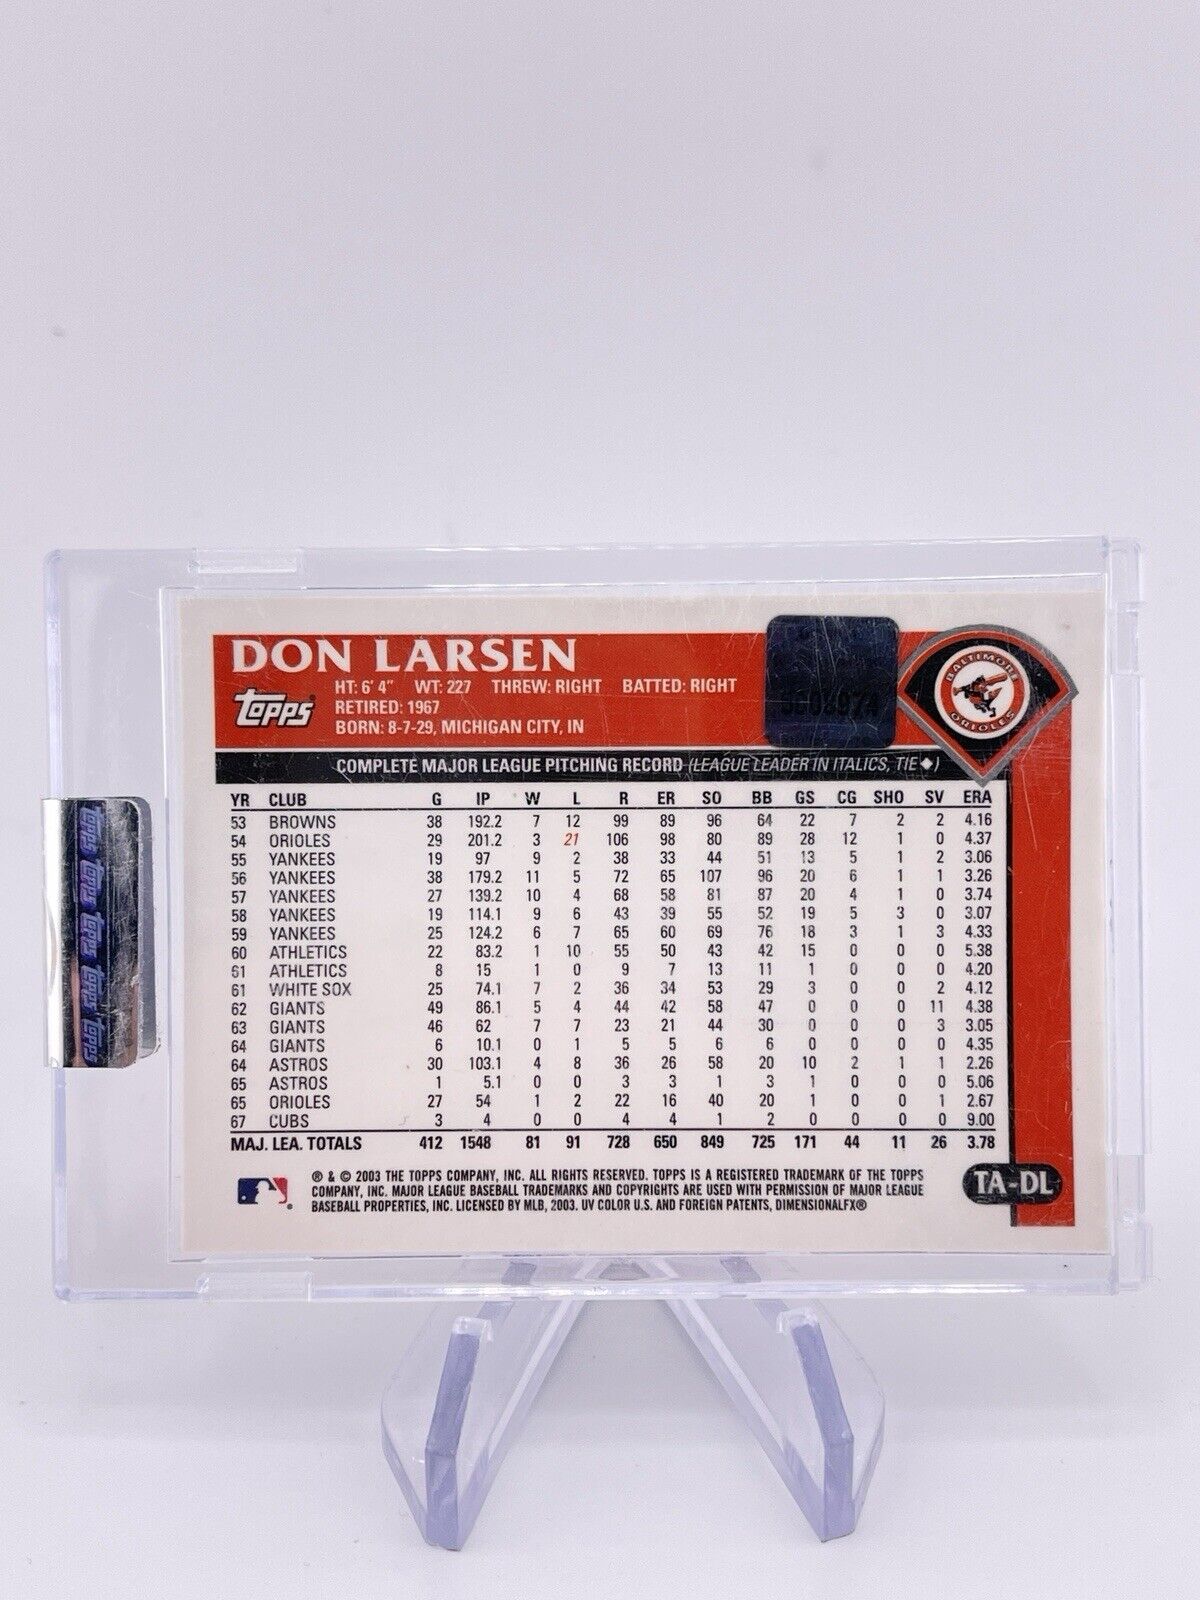 DON LARSEN
Topps
HT: 6' 4" WT: 227 THREW: RIGHT BATTED: RIGHT
RETIRED: 1967
BORN: 8-7-29, MICHIGAN CITY, IN
BALTIMORE
ORIOLES
COMPLETE MAJOR LEAGUE PITCHING RECORD (LEAGUE LEADER IN ITALICS, TIE◆)
YR CLUB G IP W L R ER SO BB GS CG SHO SV ERA
53 BROWNS 38 192.2 7 12 99 89 96 64 22 7 2 2 4.16
54 ORIOLES 29 201.2 3 21 106 98 80 89 28 12 1 0 4.37
55 YANKEES 19 97 9 2 38 33 44 51 13 5 1 2 3.06
56 YANKEES 38 179.2 11 5 72 65 107 96 20 6 1 1 3.26
57 YANKEES 27 139.2 10 4 68 58 81 87 20 4 1 0 3.74
58 YANKEES 19 114.1 9 6 43 39 55 52 19 5 3 0 3.07
59 YANKEES 25 124.2 6 7 65 60 69 76 18 3 1 3 4.33
60 ATHLETICS 22 83.2 1 10 55 50 43 42 15 0 0 0 5.38
61 ATHLETICS 8 15 1 0 9 7 13 11 1 0 0 0 4.20
61 WHITE SOX 25 74.1 7 2 36 34 53 29 3 0 0 2 4.12
62 GIANTS 49 86.1 5 4 44 42 58 47 0 0 0 11 4.38
63 GIANTS 46 62 7 7 23 21 44 30 0 0 0 3 3.05
64 GIANTS 6 10.1 0 1 5 5 6 6 0 0 0 0 4.35
64 ASTROS 30 103.1 4 8 36 26 58 20 10 2 1 1 2.26
65 ASTROS 1 5.1 0 0 3 3 1 3 1 0 0 0 5.06
65 ORIOLES 27 54 1 2 22 16 40 20 1 0 0 1 2.67
67 CUBS 3 4 0 0 4 4 1 2 0 0 0 0 9.00
MAJ. LEA. TOTALS 412 1548 81 91 728 650 849 725 171 44 11 26 3.78
® & © 2003 THE TOPPS COMPANY, INC. ALL RIGHTS RESERVED. TOPPS IS A REGISTERED TRADEMARK OF THE TOPPS
COMPANY, INC. MAJOR LEAGUE BASEBALL TRADEMARKS AND COPYRIGHTS ARE USED WITH PERMISSION OF MAJOR LEAGUE
BASEBALL PROPERTIES, INC. LICENSED BY MLB, 2003. UV COLOR U.S. AND FOREIGN PATENTS, DIMENSIONALFX®
TA-DL
Topps Topps Topps Topps Topps